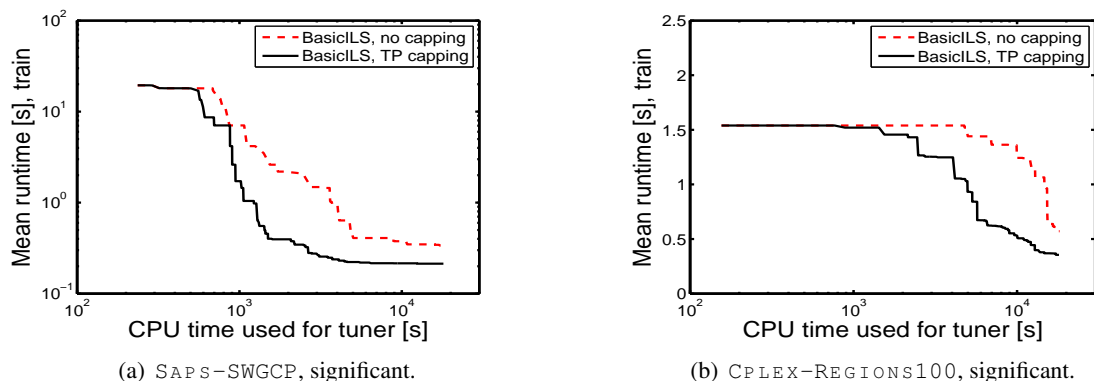 10^2
10^1
10^0
10^-1
Mean runtime [s], train
BasicILS, no capping
BasicILS, TP capping
10^2
10^3
10^4
CPU time used for tuner [s]
(a) SAPS-SWGCP, significant.
2.5
2
1.5
1
0.5
0
Mean runtime [s], train
BasicILS, no capping
BasicILS, TP capping
10^2
10^3
10^4
CPU time used for tuner [s]
(b) CPLEX-REGIONS100, significant.